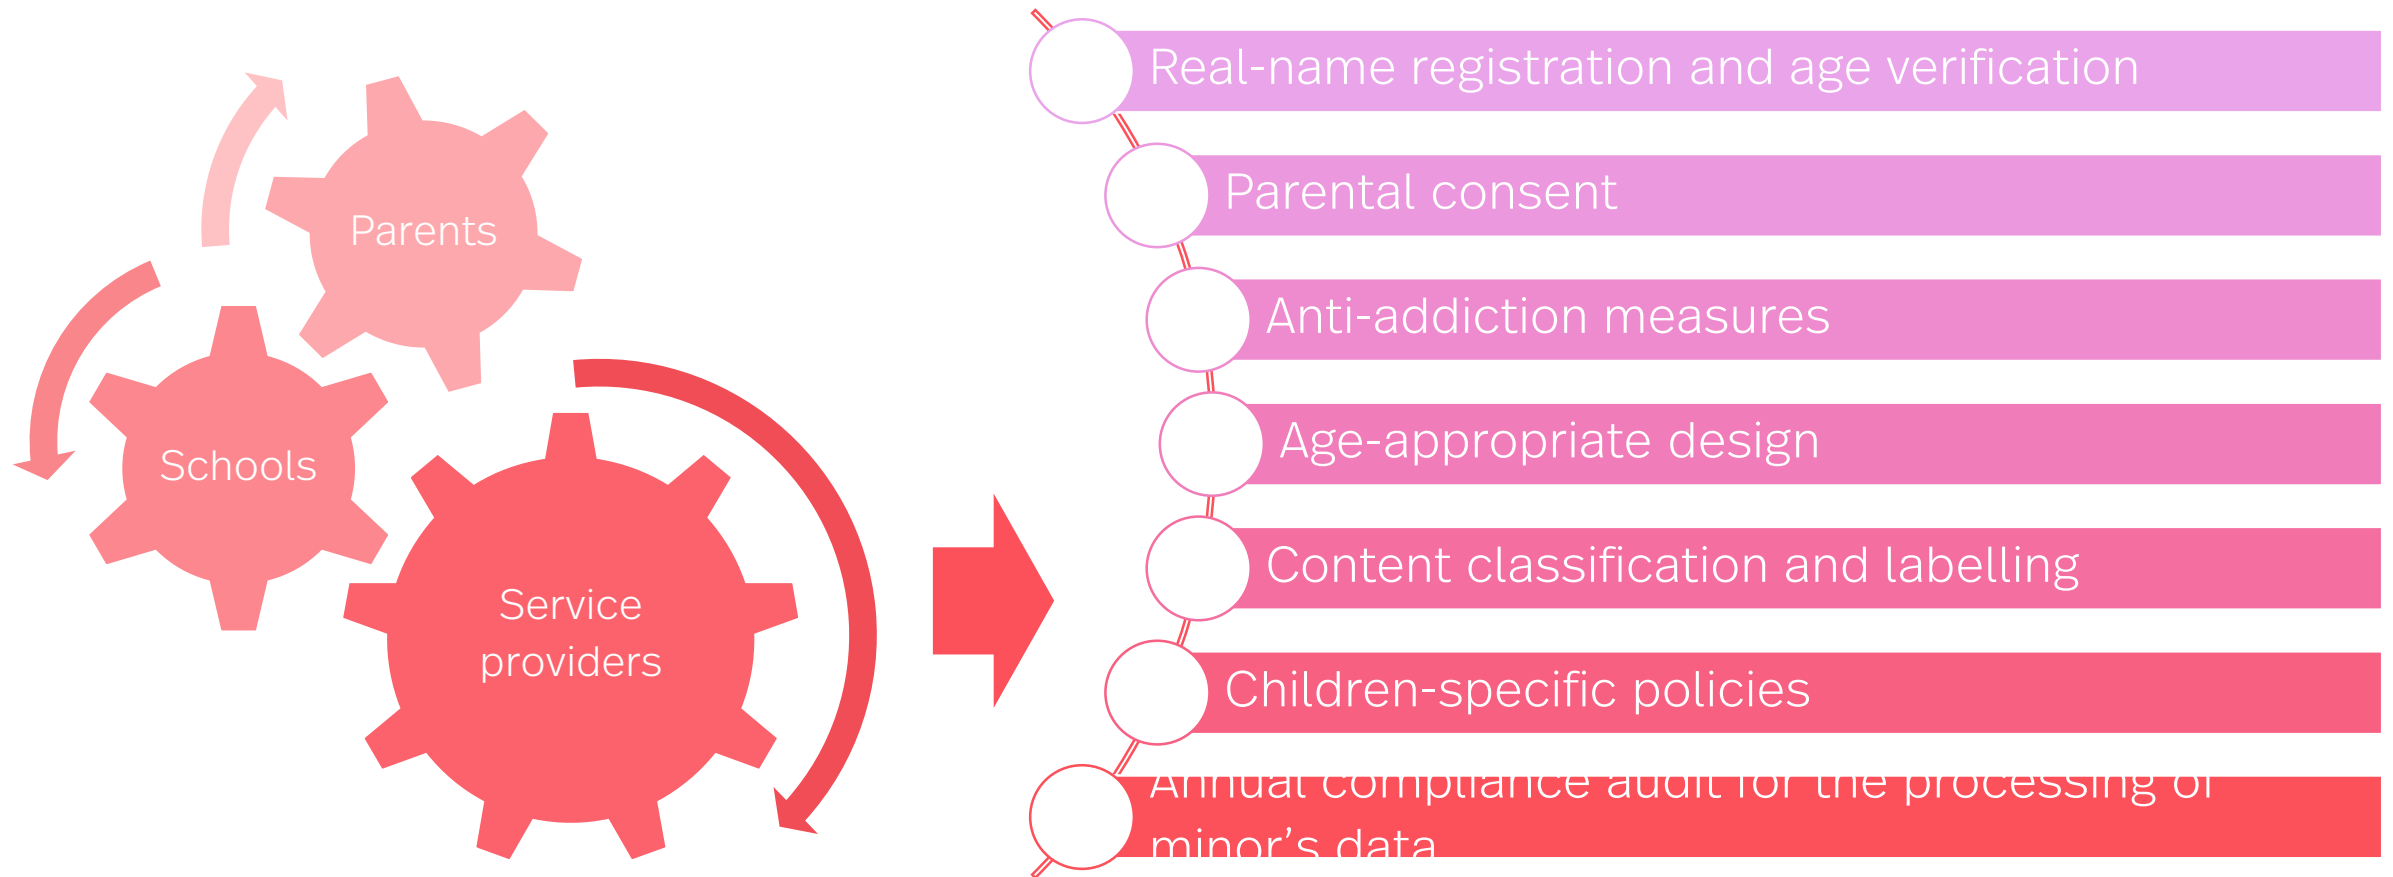 Parents
Schools
Service
providers
Real-name registration and age verification
Parental consent
Anti-addiction measures
Age-appropriate design
Content classification and labelling
Children-specific policies
Annual compliance audit for the processing of
minor’s data